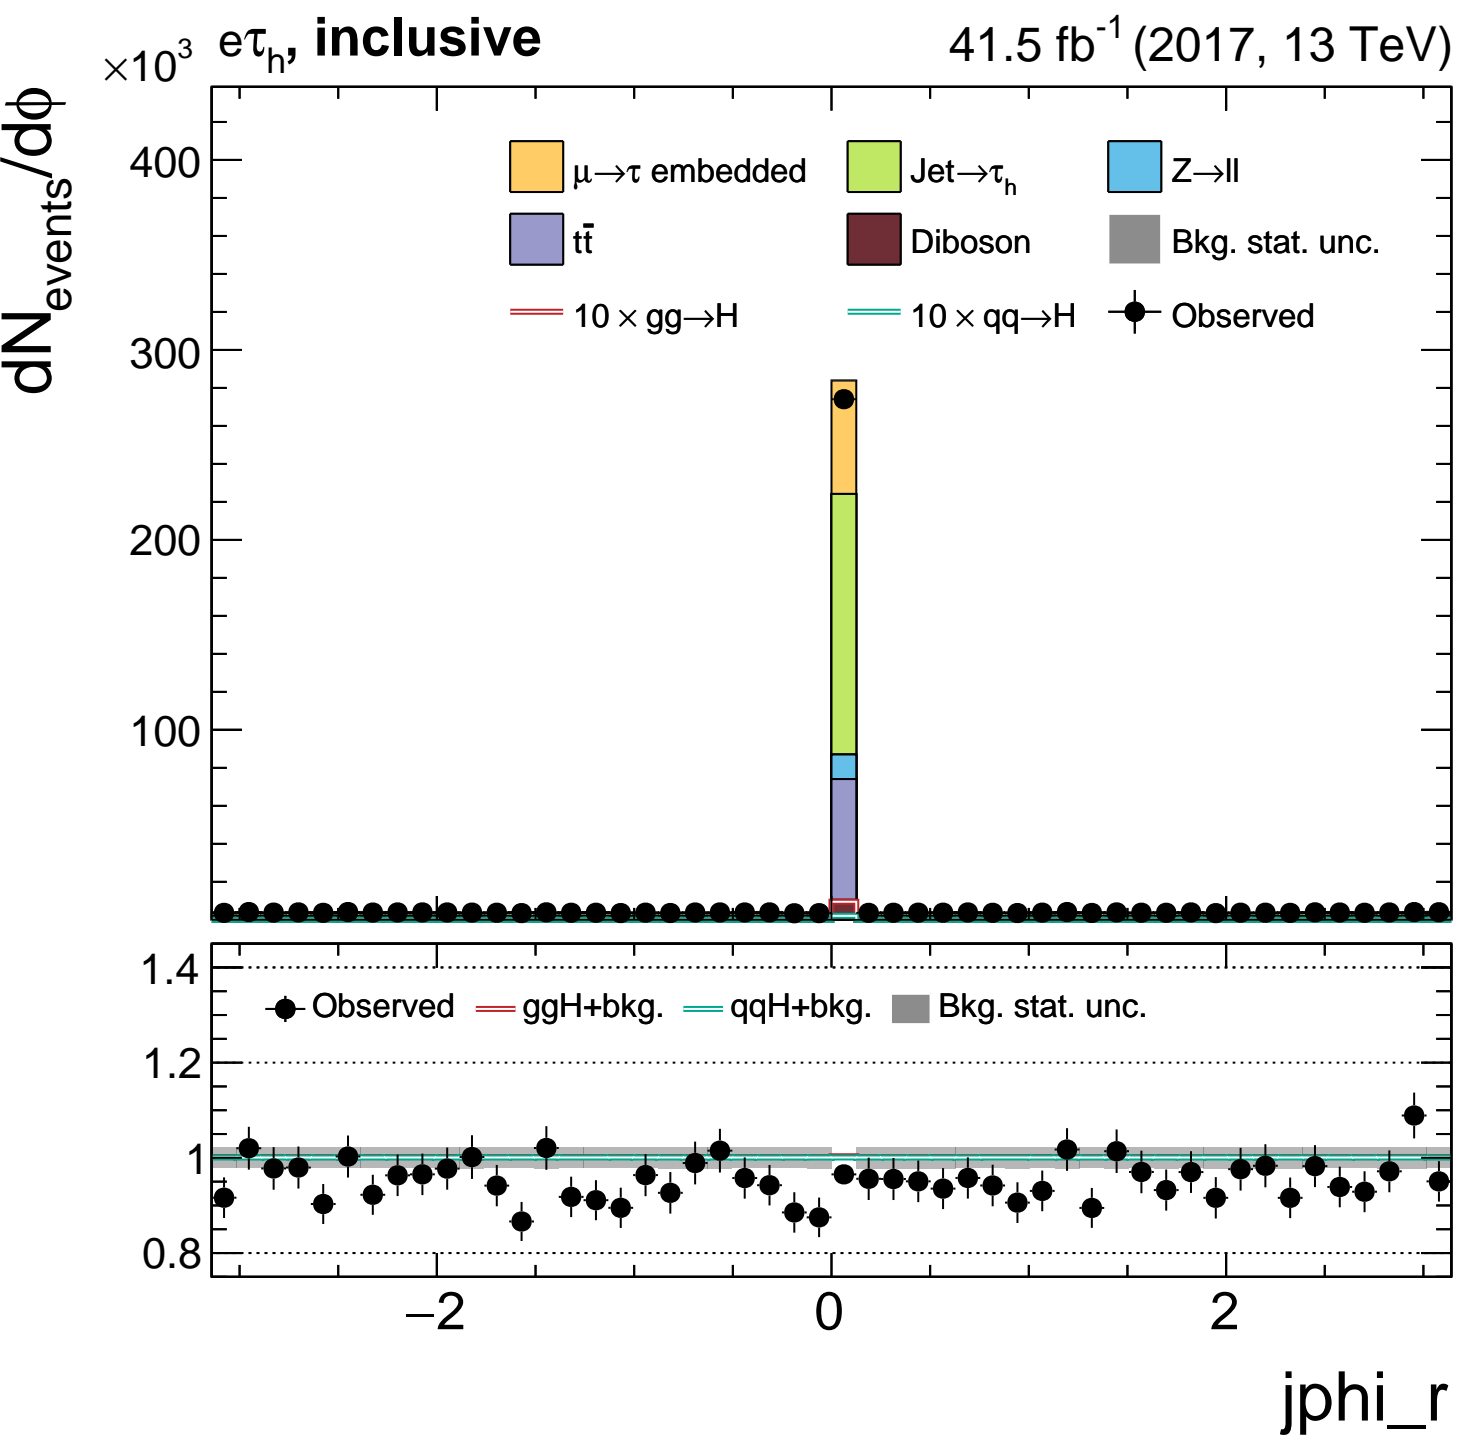 ×10³ eτₕ, inclusive 41.5 fb⁻¹ (2017, 13 TeV)
dN_events/dϕ
400
300
200
100
μ→τ embedded Jet→τₕ Z→ll
tt̄ Diboson Bkg. stat. unc.
10 × gg→H 10 × qq→H Observed
1.4
1.2
1
0.8
Observed ggH+bkg. qqH+bkg. Bkg. stat. unc.
−2 0 2
jphi_r